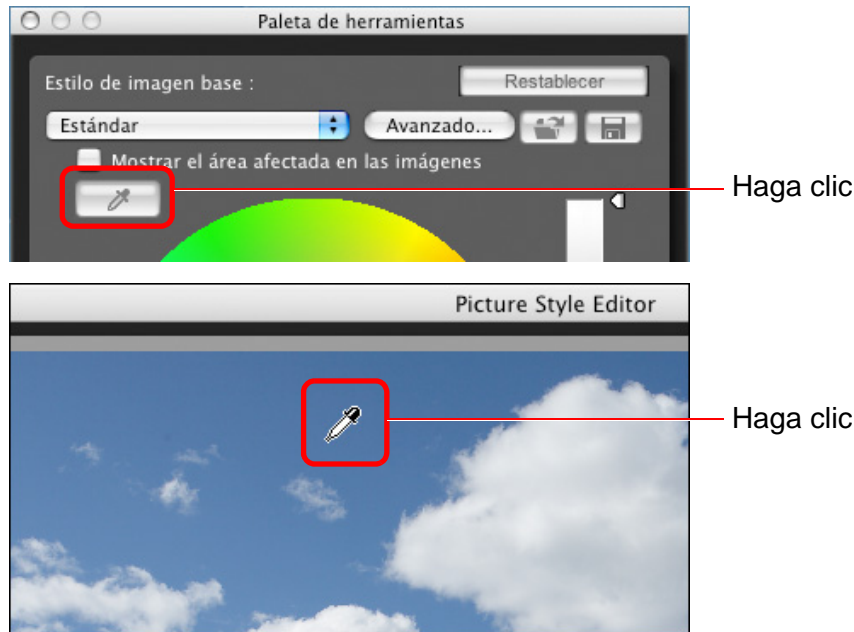 Paleta de herramientas
Estilo de imagen base :
Restablecer
Estándar
Avanzado...
Mostrar el área afectada en las imágenes
Haga clic
Picture Style Editor
Haga clic